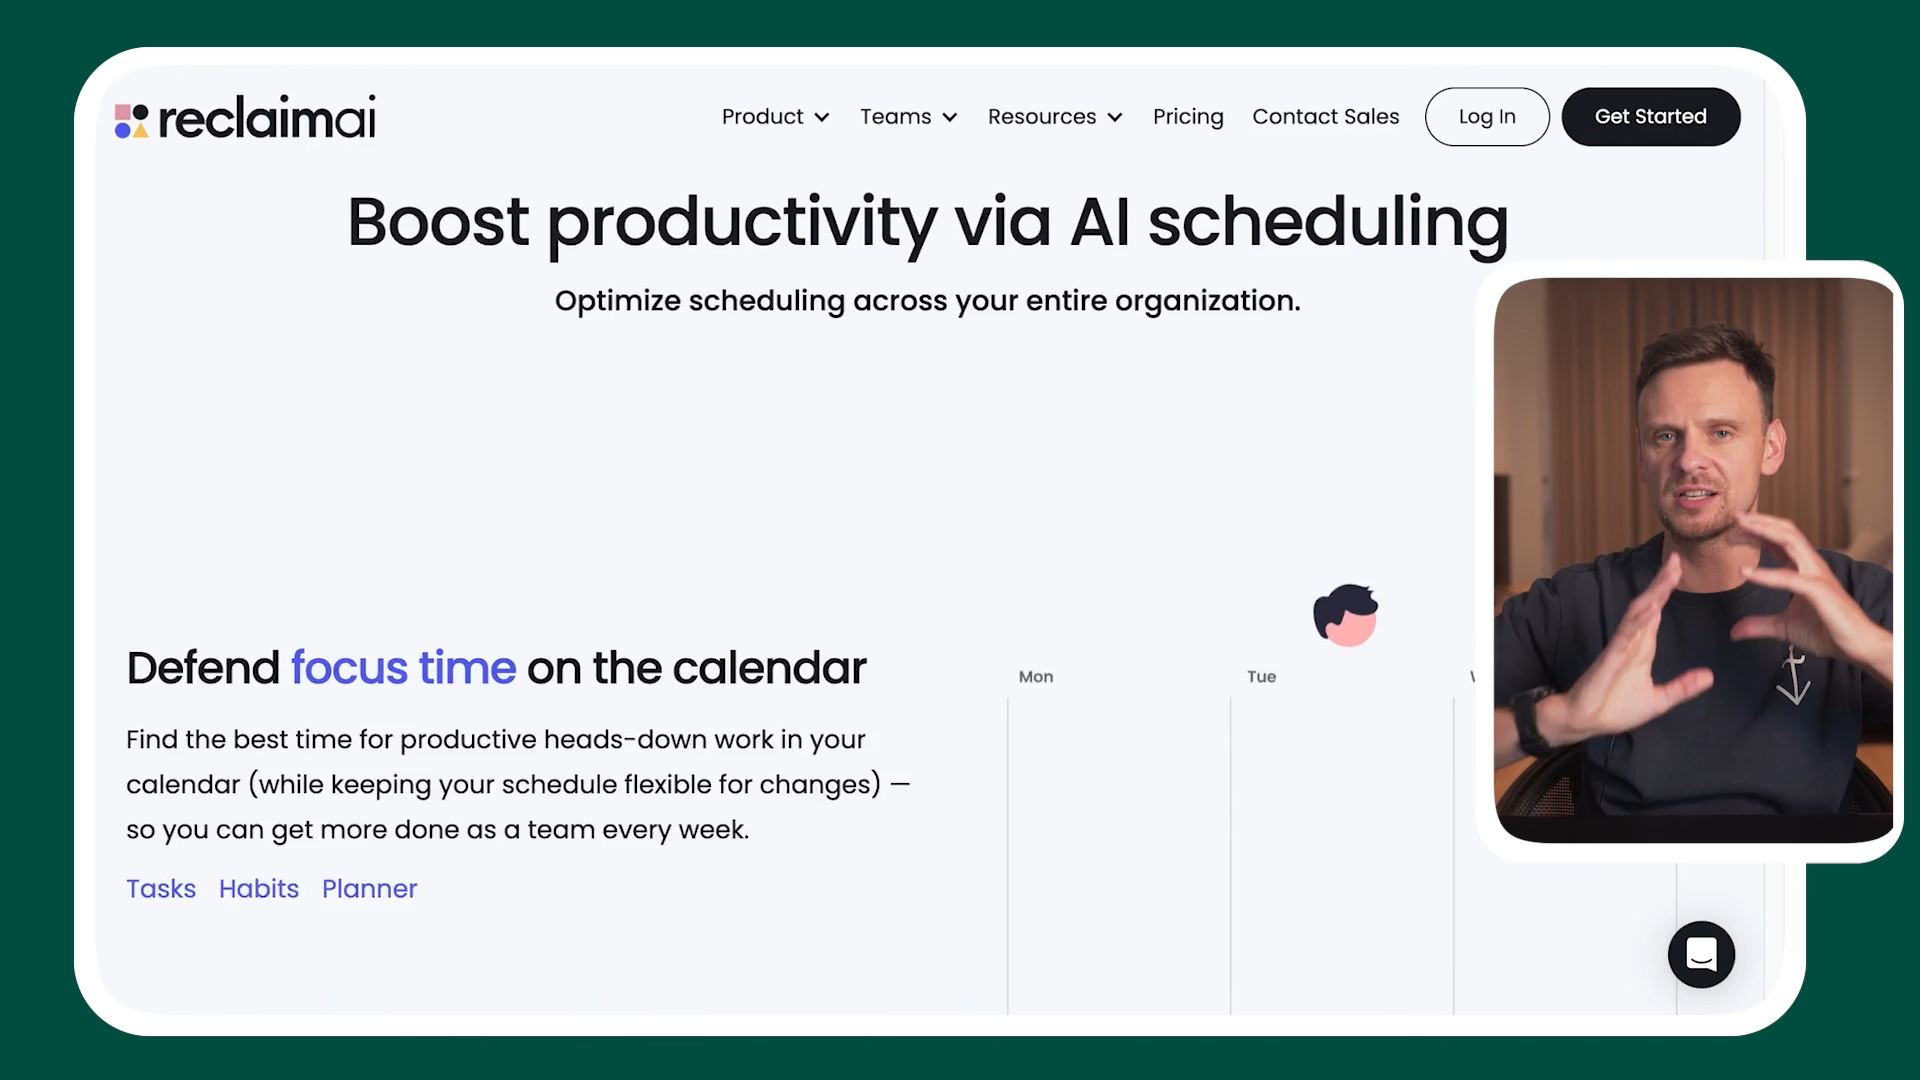 reclaimai
Product Teams Resources Pricing Contact Sales Log In Get Started
Boost productivity via AI scheduling
Optimize scheduling across your entire organization.
Defend focus time on the calendar
Find the best time for productive heads-down work in your
calendar (while keeping your schedule flexible for changes) —
so you can get more done as a team every week.
Tasks Habits Planner
Mon Tue